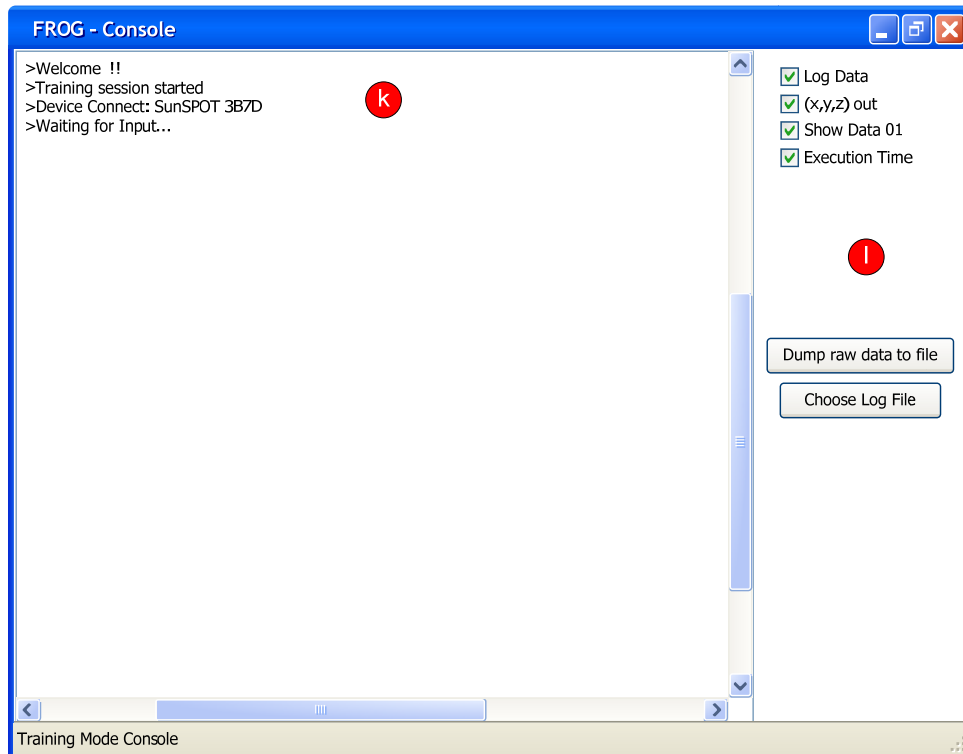 FROG - Console
>Welcome !!
>Training session started
>Device Connect: SunSPOT 3B7D
>Waiting for Input...
k
Log Data
(x,y,z) out
Show Data 01
Execution Time
l
Dump raw data to file
Choose Log File
Training Mode Console